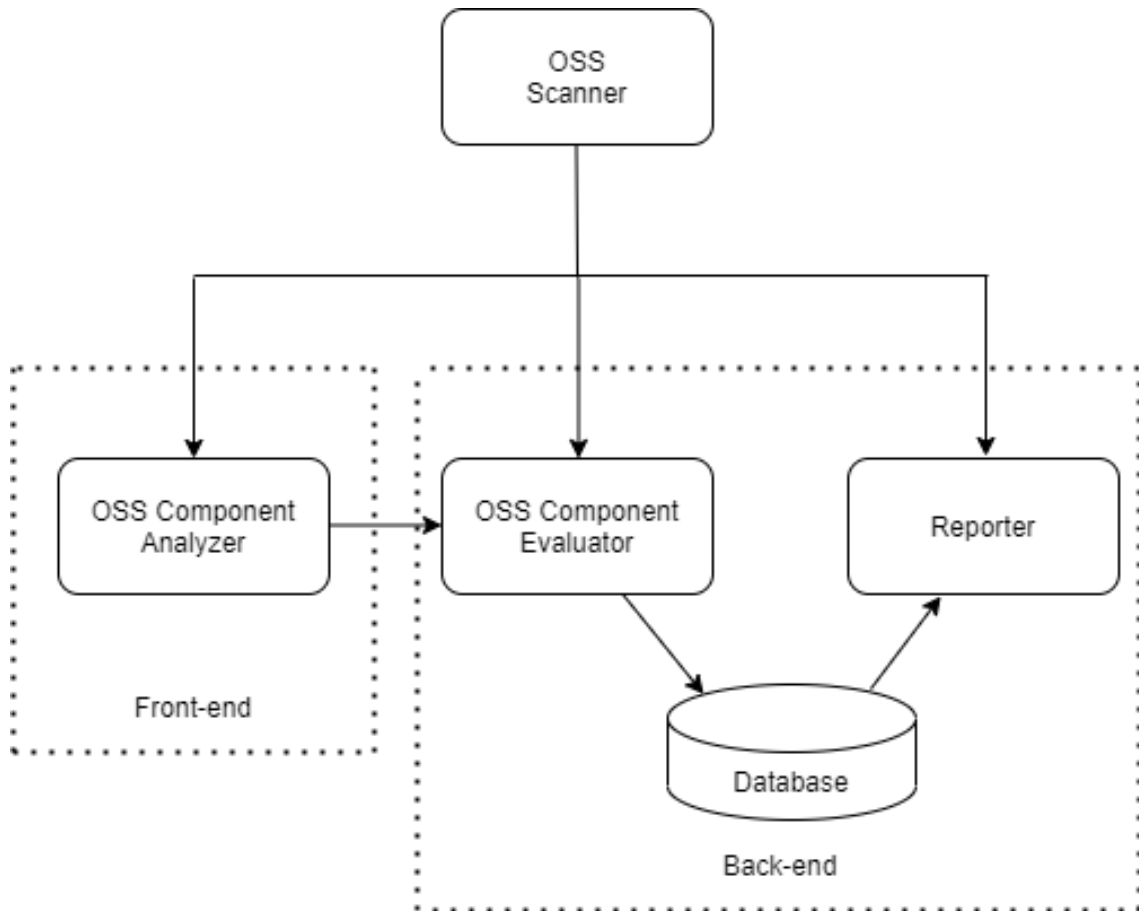 OSS
Scanner
OSS Component
Analyzer
OSS Component
Evaluator
Reporter
Front-end
Database
Back-end